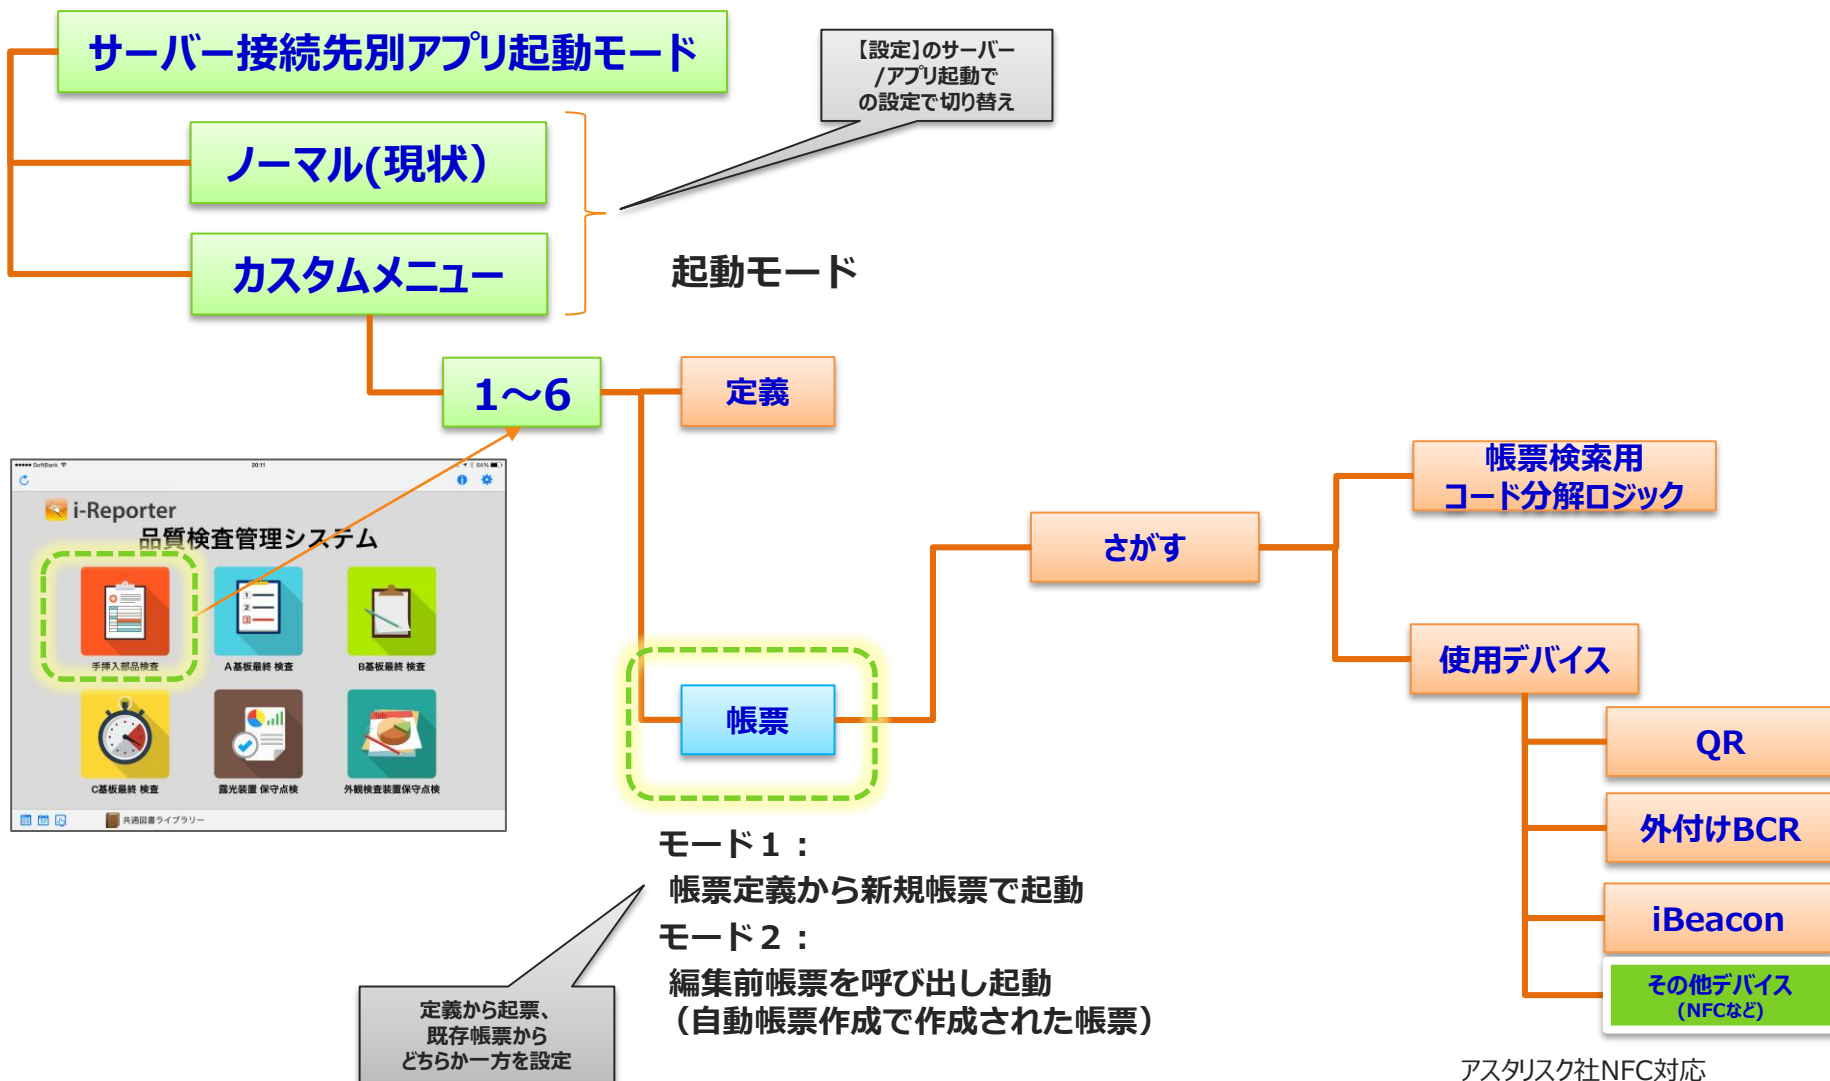 サーバー接続先別アプリ起動モード
【設定】のサーバー
/アプリ起動で
の設定で切り替え
ノーマル(現状）
カスタムメニュー
起動モード
1～6
定義
SoftBank
20:11
64%
i-Reporter
品質検査管理システム
手挿入部品検査
A基板最終 検査
B基板最終 検査
C基板最終 検査
露光装置 保守点検
外観検査装置保守点検
共通図書ライブラリー
帳票
さがす
帳票検索用
コード分解ロジック
使用デバイス
QR
外付けBCR
iBeacon
その他デバイス
(NFCなど)
モード１：
帳票定義から新規帳票で起動
モード２：
編集前帳票を呼び出し起動
（自動帳票作成で作成された帳票）
定義から起票、
既存帳票から
どちらか一方を設定
アスタリスク社NFC対応